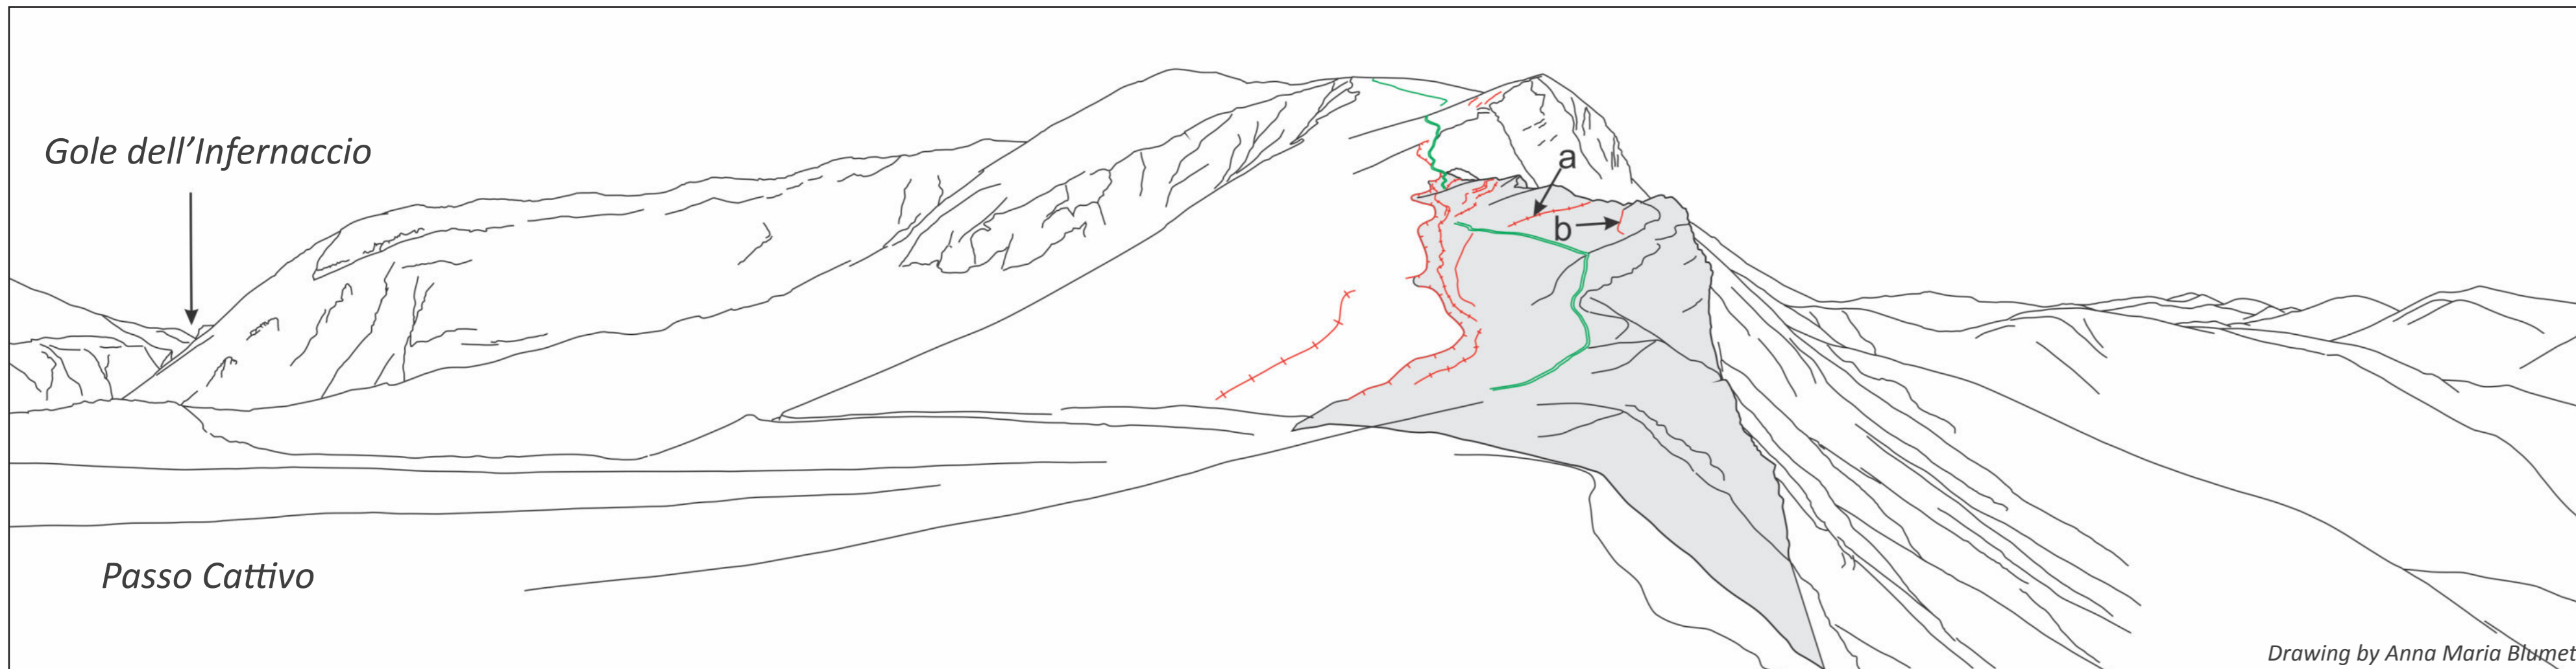 Gole dell'Infernaccio
a
b
Passo Cattivo
Drawing by Anna Maria Blumet